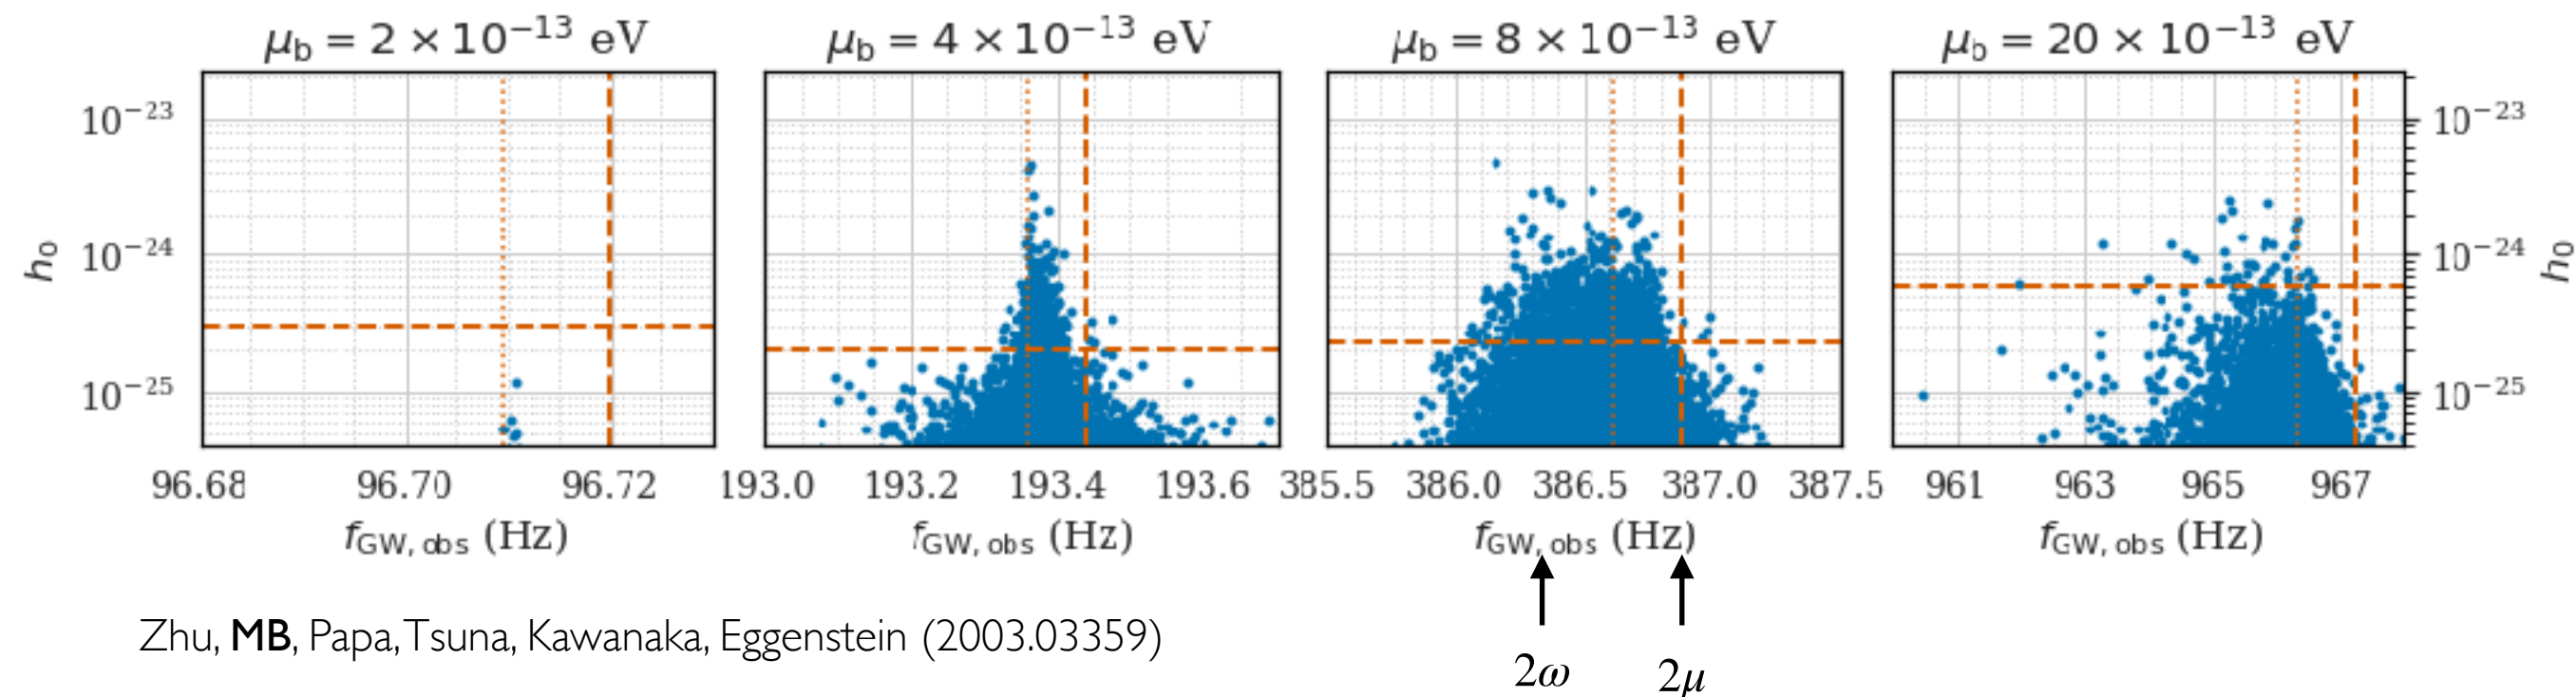 μb = 2 × 10−13 eV
μb = 4 × 10−13 eV
μb = 8 × 10−13 eV
μb = 20 × 10−13 eV
10−23
10−24
10−25
h0
10−23
10−24
10−25
h0
96.68 96.70 96.72
193.0 193.2 193.4 193.6
385.5 386.0 386.5 387.0 387.5
961 963 965 967
fGW, obs (Hz)
fGW, obs (Hz)
fGW, obs (Hz)
fGW, obs (Hz)
Zhu, MB, Papa, Tsuna, Kawanaka, Eggenstein (2003.03359)
2ω
2μ